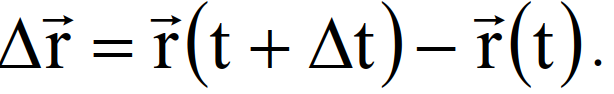 Δr⃗ = r⃗(t + Δt) − r⃗(t).